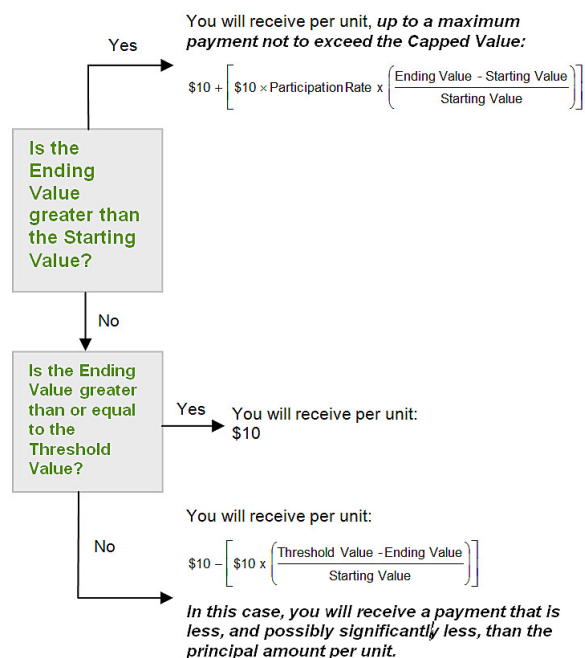 You will receive per unit, up to a maximum
payment not to exceed the Capped Value:
Yes
$10 + [ $10 × Participation Rate x ( Ending Value - Starting Value
Starting Value ) ]
Is the
Ending
Value
greater than
the Starting
Value?
No
Is the Ending
Value greater
than or equal
to the
Threshold
Value?
Yes
You will receive per unit:
$10
No
You will receive per unit:
$10 – [ $10 x ( Threshold Value - Ending Value
Starting Value ) ]
In this case, you will receive a payment that is
less, and possibly significantly less, than the
principal amount per unit.